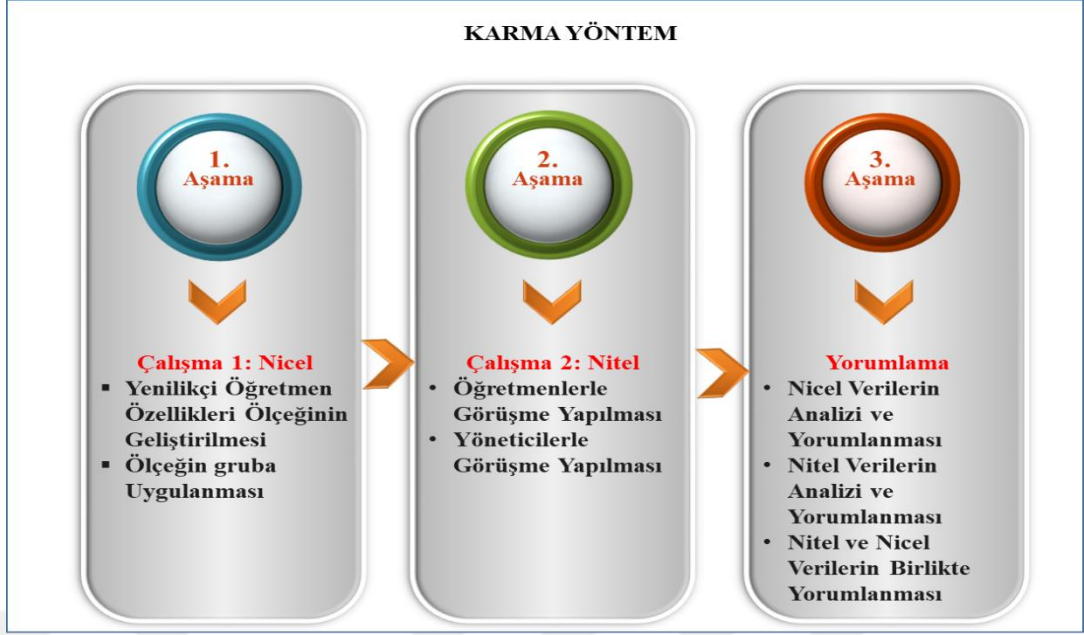 KARMA YÖNTEM
1.
Aşama
Çalışma 1: Nicel
▪ Yenilikçi Öğretmen
Özellikleri Ölçeğinin
Geliştirilmesi
▪ Ölçeğin gruba
Uygulanması
2.
Aşama
Çalışma 2: Nitel
• Öğretmenlerle
Görüşme Yapılması
• Yöneticilerle
Görüşme Yapılması
3.
Aşama
Yorumlama
• Nicel Verilerin
Analizi ve
Yorumlanması
• Nitel Verilerin
Analizi ve
Yorumlanması
• Nitel ve Nicel
Verilerin Birlikte
Yorumlanması